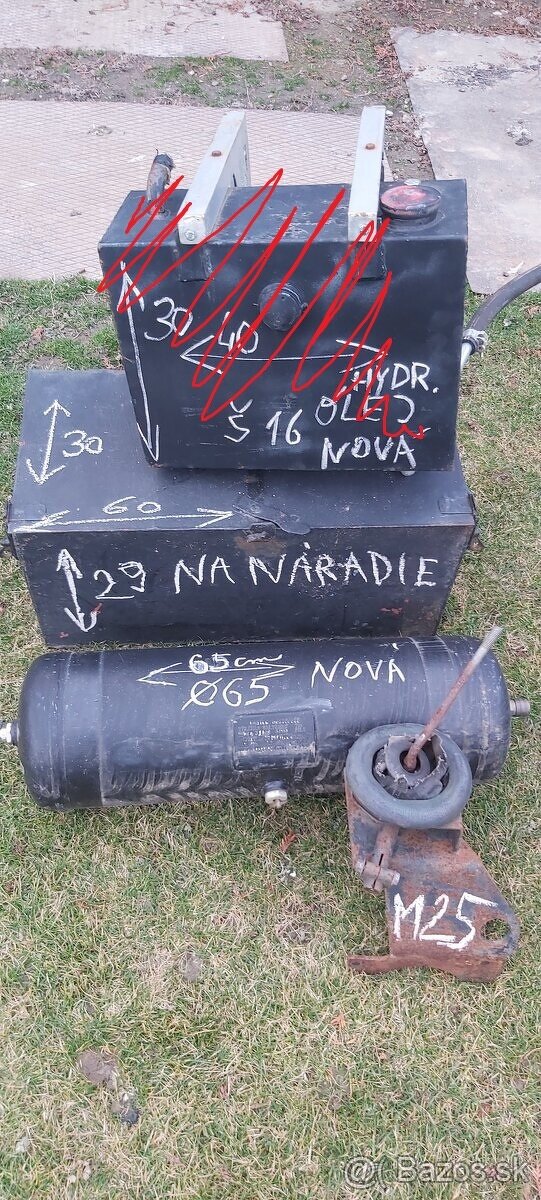 30 40
HYDR.
Š 16 OLEJ
NOVÁ
30
60
29 NA NÁRADIE
65cm
Ø65 NOVÁ
M25
© Bazos.sk